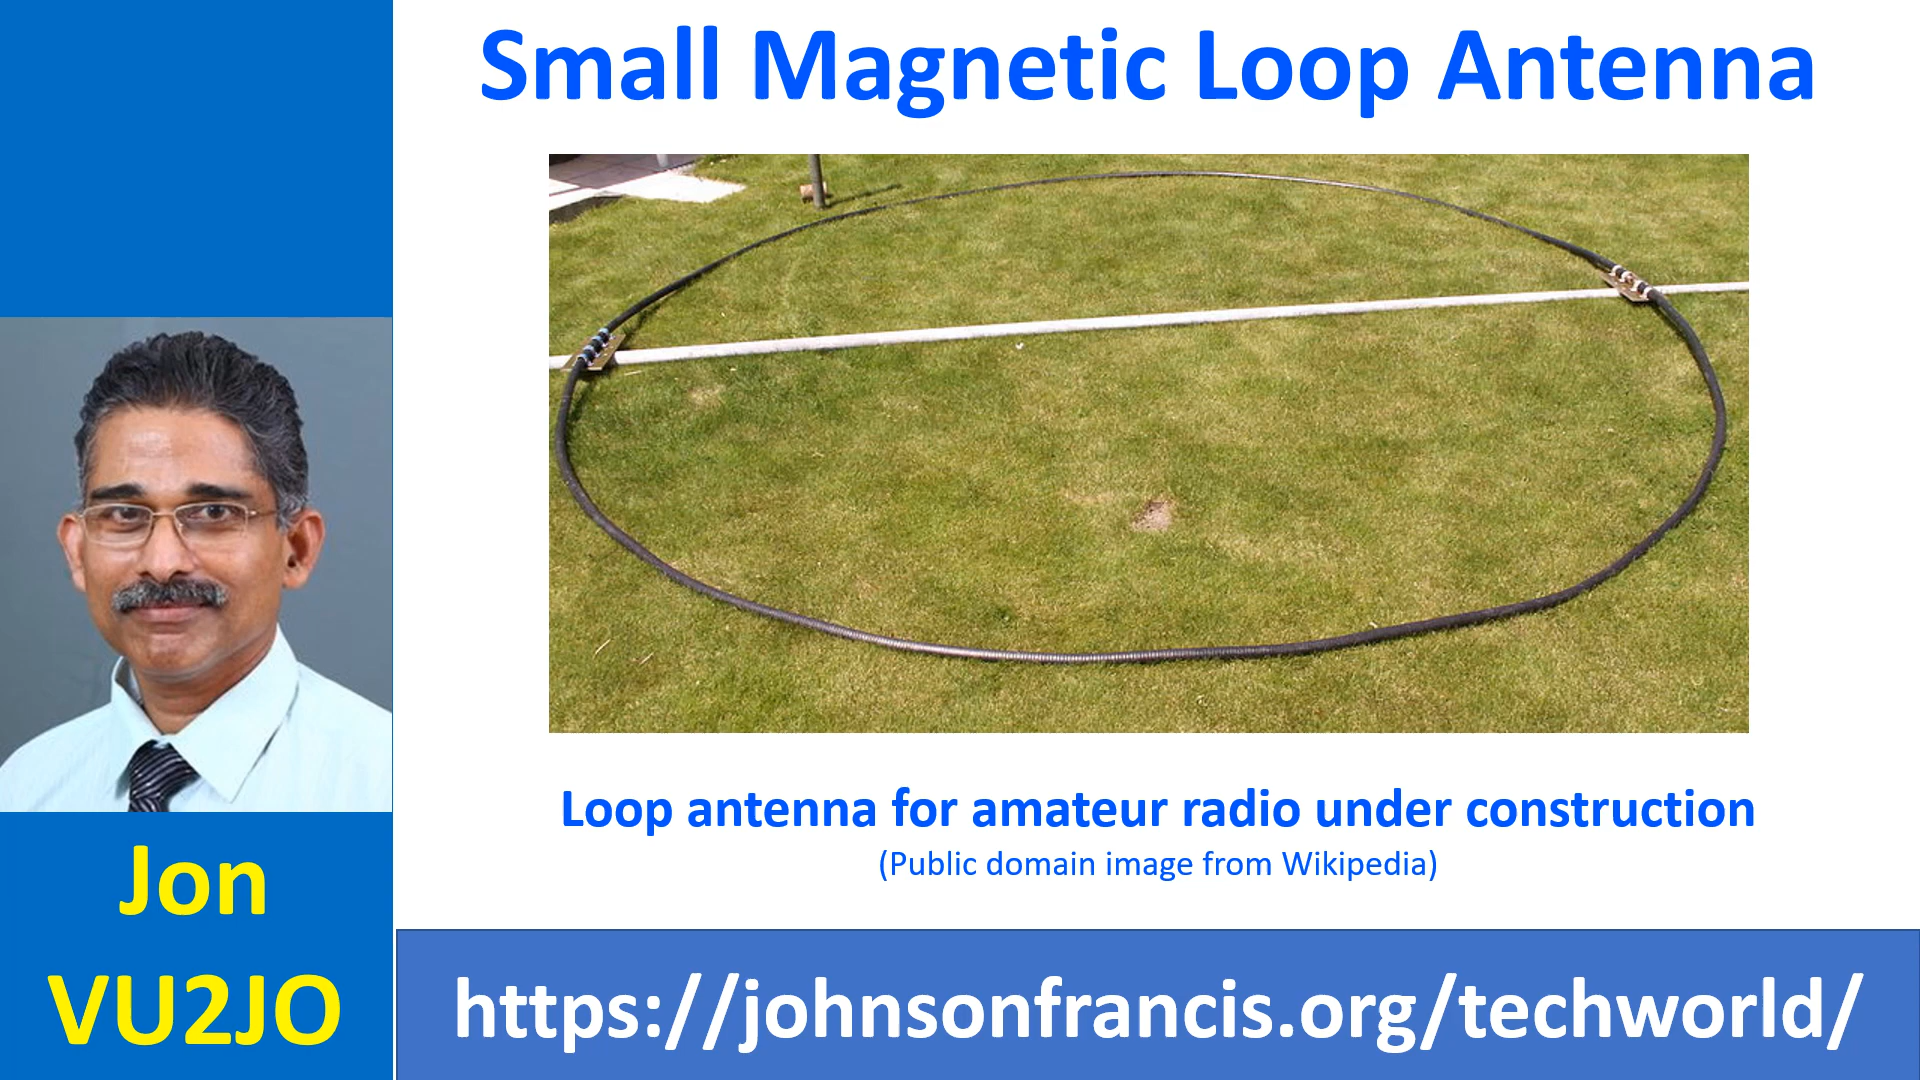 Small Magnetic Loop Antenna
Loop antenna for amateur radio under construction
(Public domain image from Wikipedia)
Jon
VU2JO
https://johnsonfrancis.org/techworld/